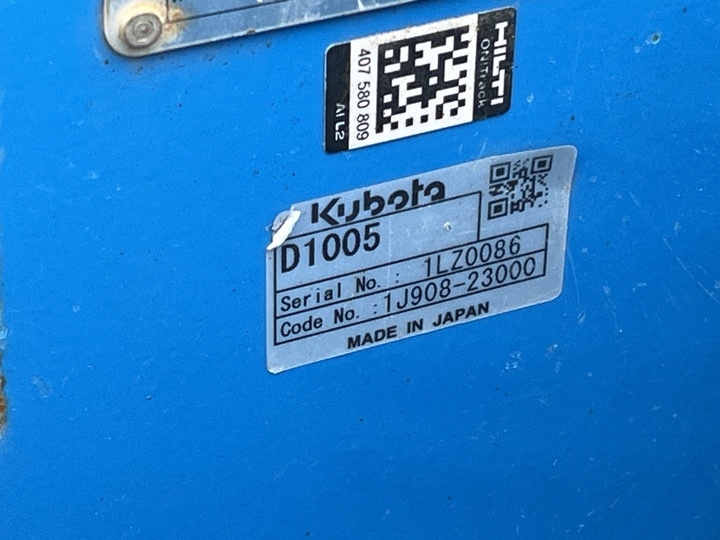 HILTI
ON!Track
407 580 809
AI L2
Kubota
D1005
Serial No. : 1LZ0086
Code No. : 1J908-23000
MADE IN JAPAN